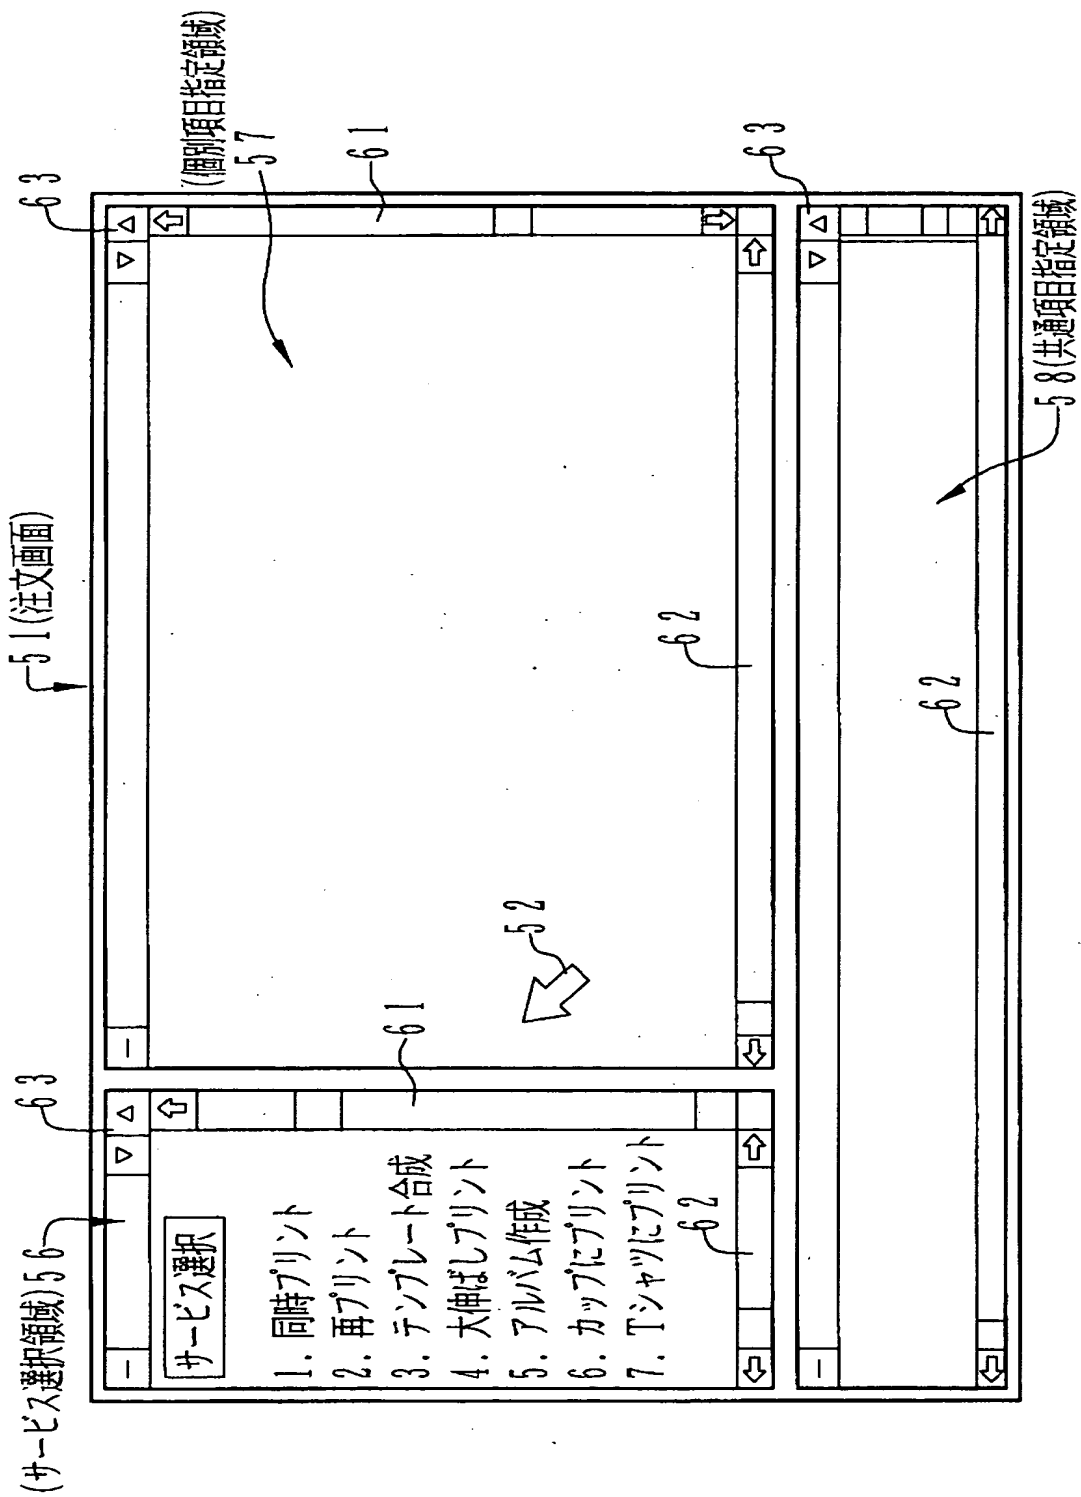 51(注文画面)
(サービス選択領域)56
63
63
(個別項目指定領域)
57
サービス選択
1. 同時プリント
2. 再プリント
3. テンプレート合成
4. 大伸ばしプリント
5. アルバム作成
6. カップにプリント
7. Tシャツにプリント
61
61
52
62
62
63
62
58(共通項目指定領域)